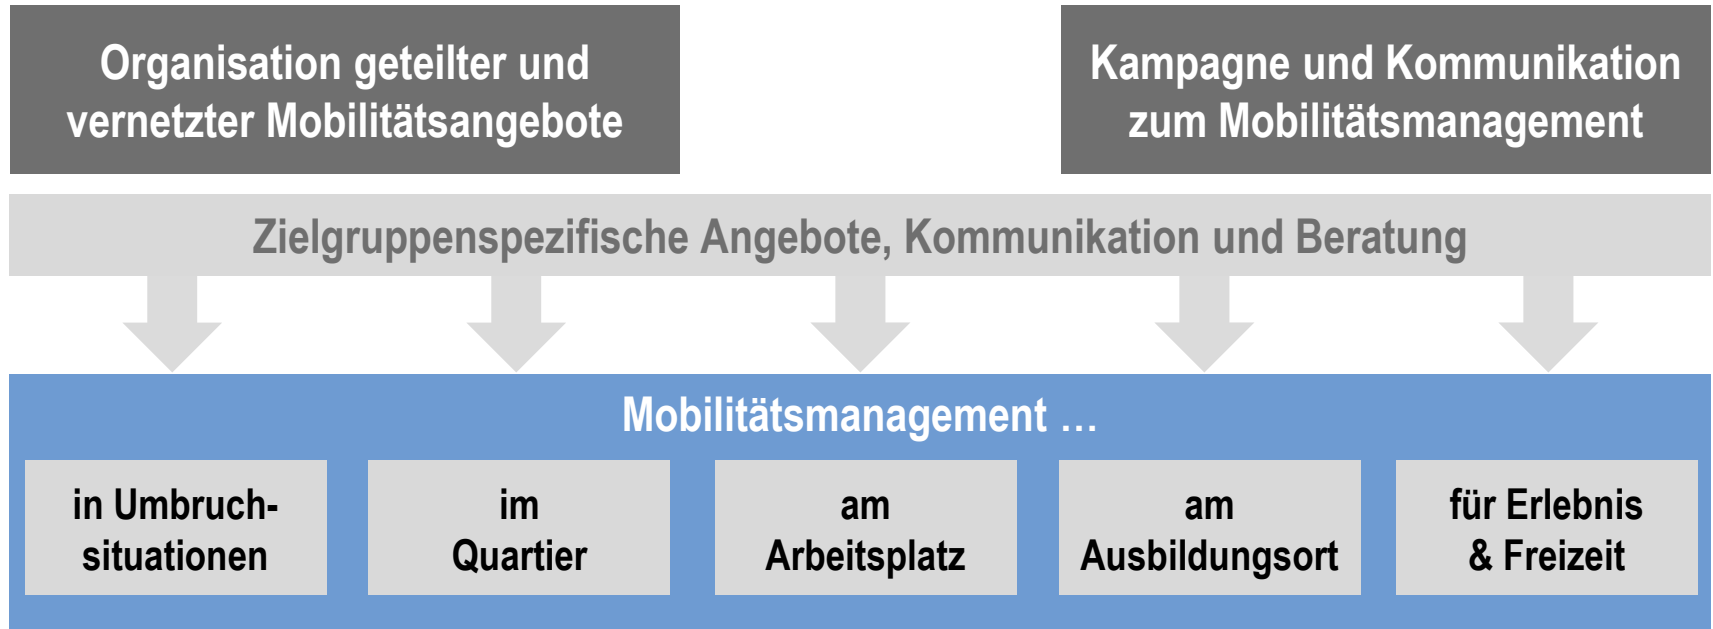 Organisation geteilter und
vernetzter Mobilitätsangebote
Kampagne und Kommunikation
zum Mobilitätsmanagement
Zielgruppenspezifische Angebote, Kommunikation und Beratung
Mobilitätsmanagement …
in Umbruch-
situationen
im
Quartier
am
Arbeitsplatz
am
Ausbildungsort
für Erlebnis
& Freizeit